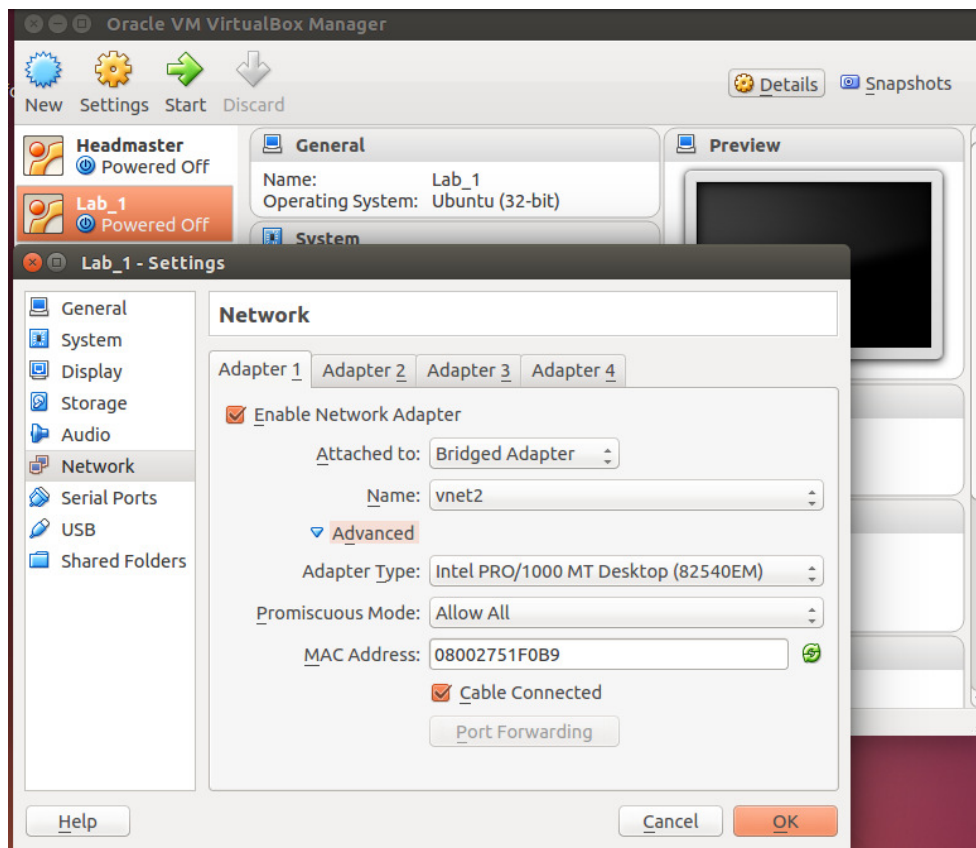 Oracle VM VirtualBox Manager
New Settings Start Discard
Details Snapshots
Headmaster
Powered Off
Lab_1
Powered Off
General
Name: Lab_1
Operating System: Ubuntu (32-bit)
System
Preview
Lab_1 - Settings
General
System
Display
Storage
Audio
Network
Serial Ports
USB
Shared Folders
Network
Adapter 1 Adapter 2 Adapter 3 Adapter 4
Enable Network Adapter
Attached to: Bridged Adapter
Name: vnet2
Advanced
Adapter Type: Intel PRO/1000 MT Desktop (82540EM)
Promiscuous Mode: Allow All
MAC Address: 08002751F0B9
Cable Connected
Port Forwarding
Help Cancel OK